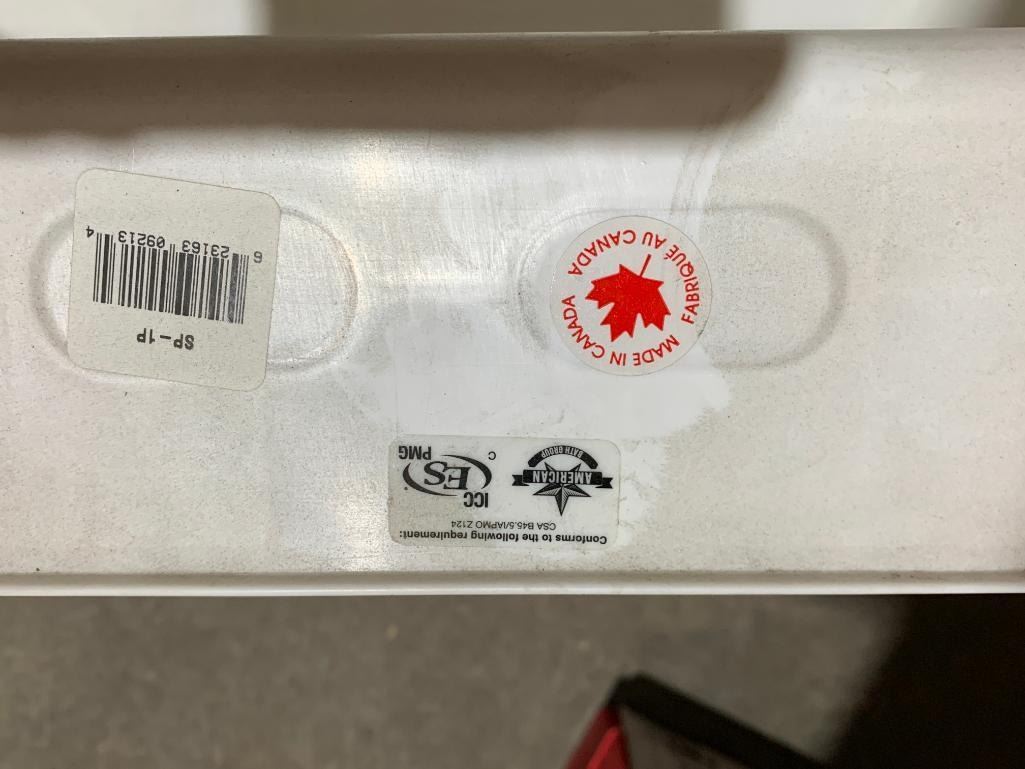 Conforms to the following requirement:
CSA B45.5/IAPMO Z124
AMERICAN
BATH GROUP
ICC
ES
C
PMG
MADE IN CANADA
FABRIQUÉ AU CANADA
SP-1P
6 23163 09213 4